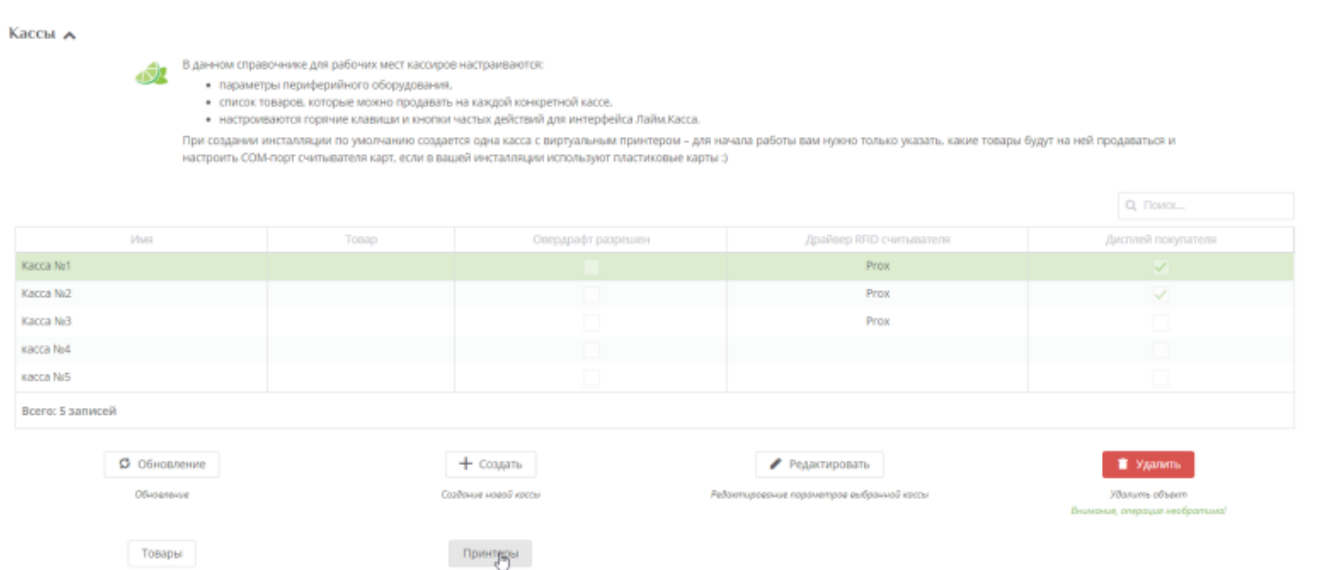 Кассы
В данном справочнике для рабочих мест кассиров настраиваются:
• параметры периферийного оборудования,
• список товаров, которые можно продавать на каждой конкретной кассе,
• настроиваются горячие клавиши и кнопки частых действий для интерфейса Лайм.Касса.
При создании инсталляции по умолчанию создается одна касса с виртуальным принтером – для начала работы вам нужно только указать, какие товары будут на ней продаваться и
настроить COM-порт считывателя карт, если в вашей инсталляции используют пластиковые карты :)
Поиск...
Имя Товар Овердрафт разрешен Драйвер RFID считывателя Дисплей покупателя
Касса №1 Prox
Касса №2 Prox
Касса №3 Prox
касса №4
касса №5
Всего: 5 записей
Обновление Создать Редактировать Удалить
Обновление Создание новой кассы Редактирование параметров выбранной кассы Удалить объект
Внимание, операция необратима!
Товары Принтеры